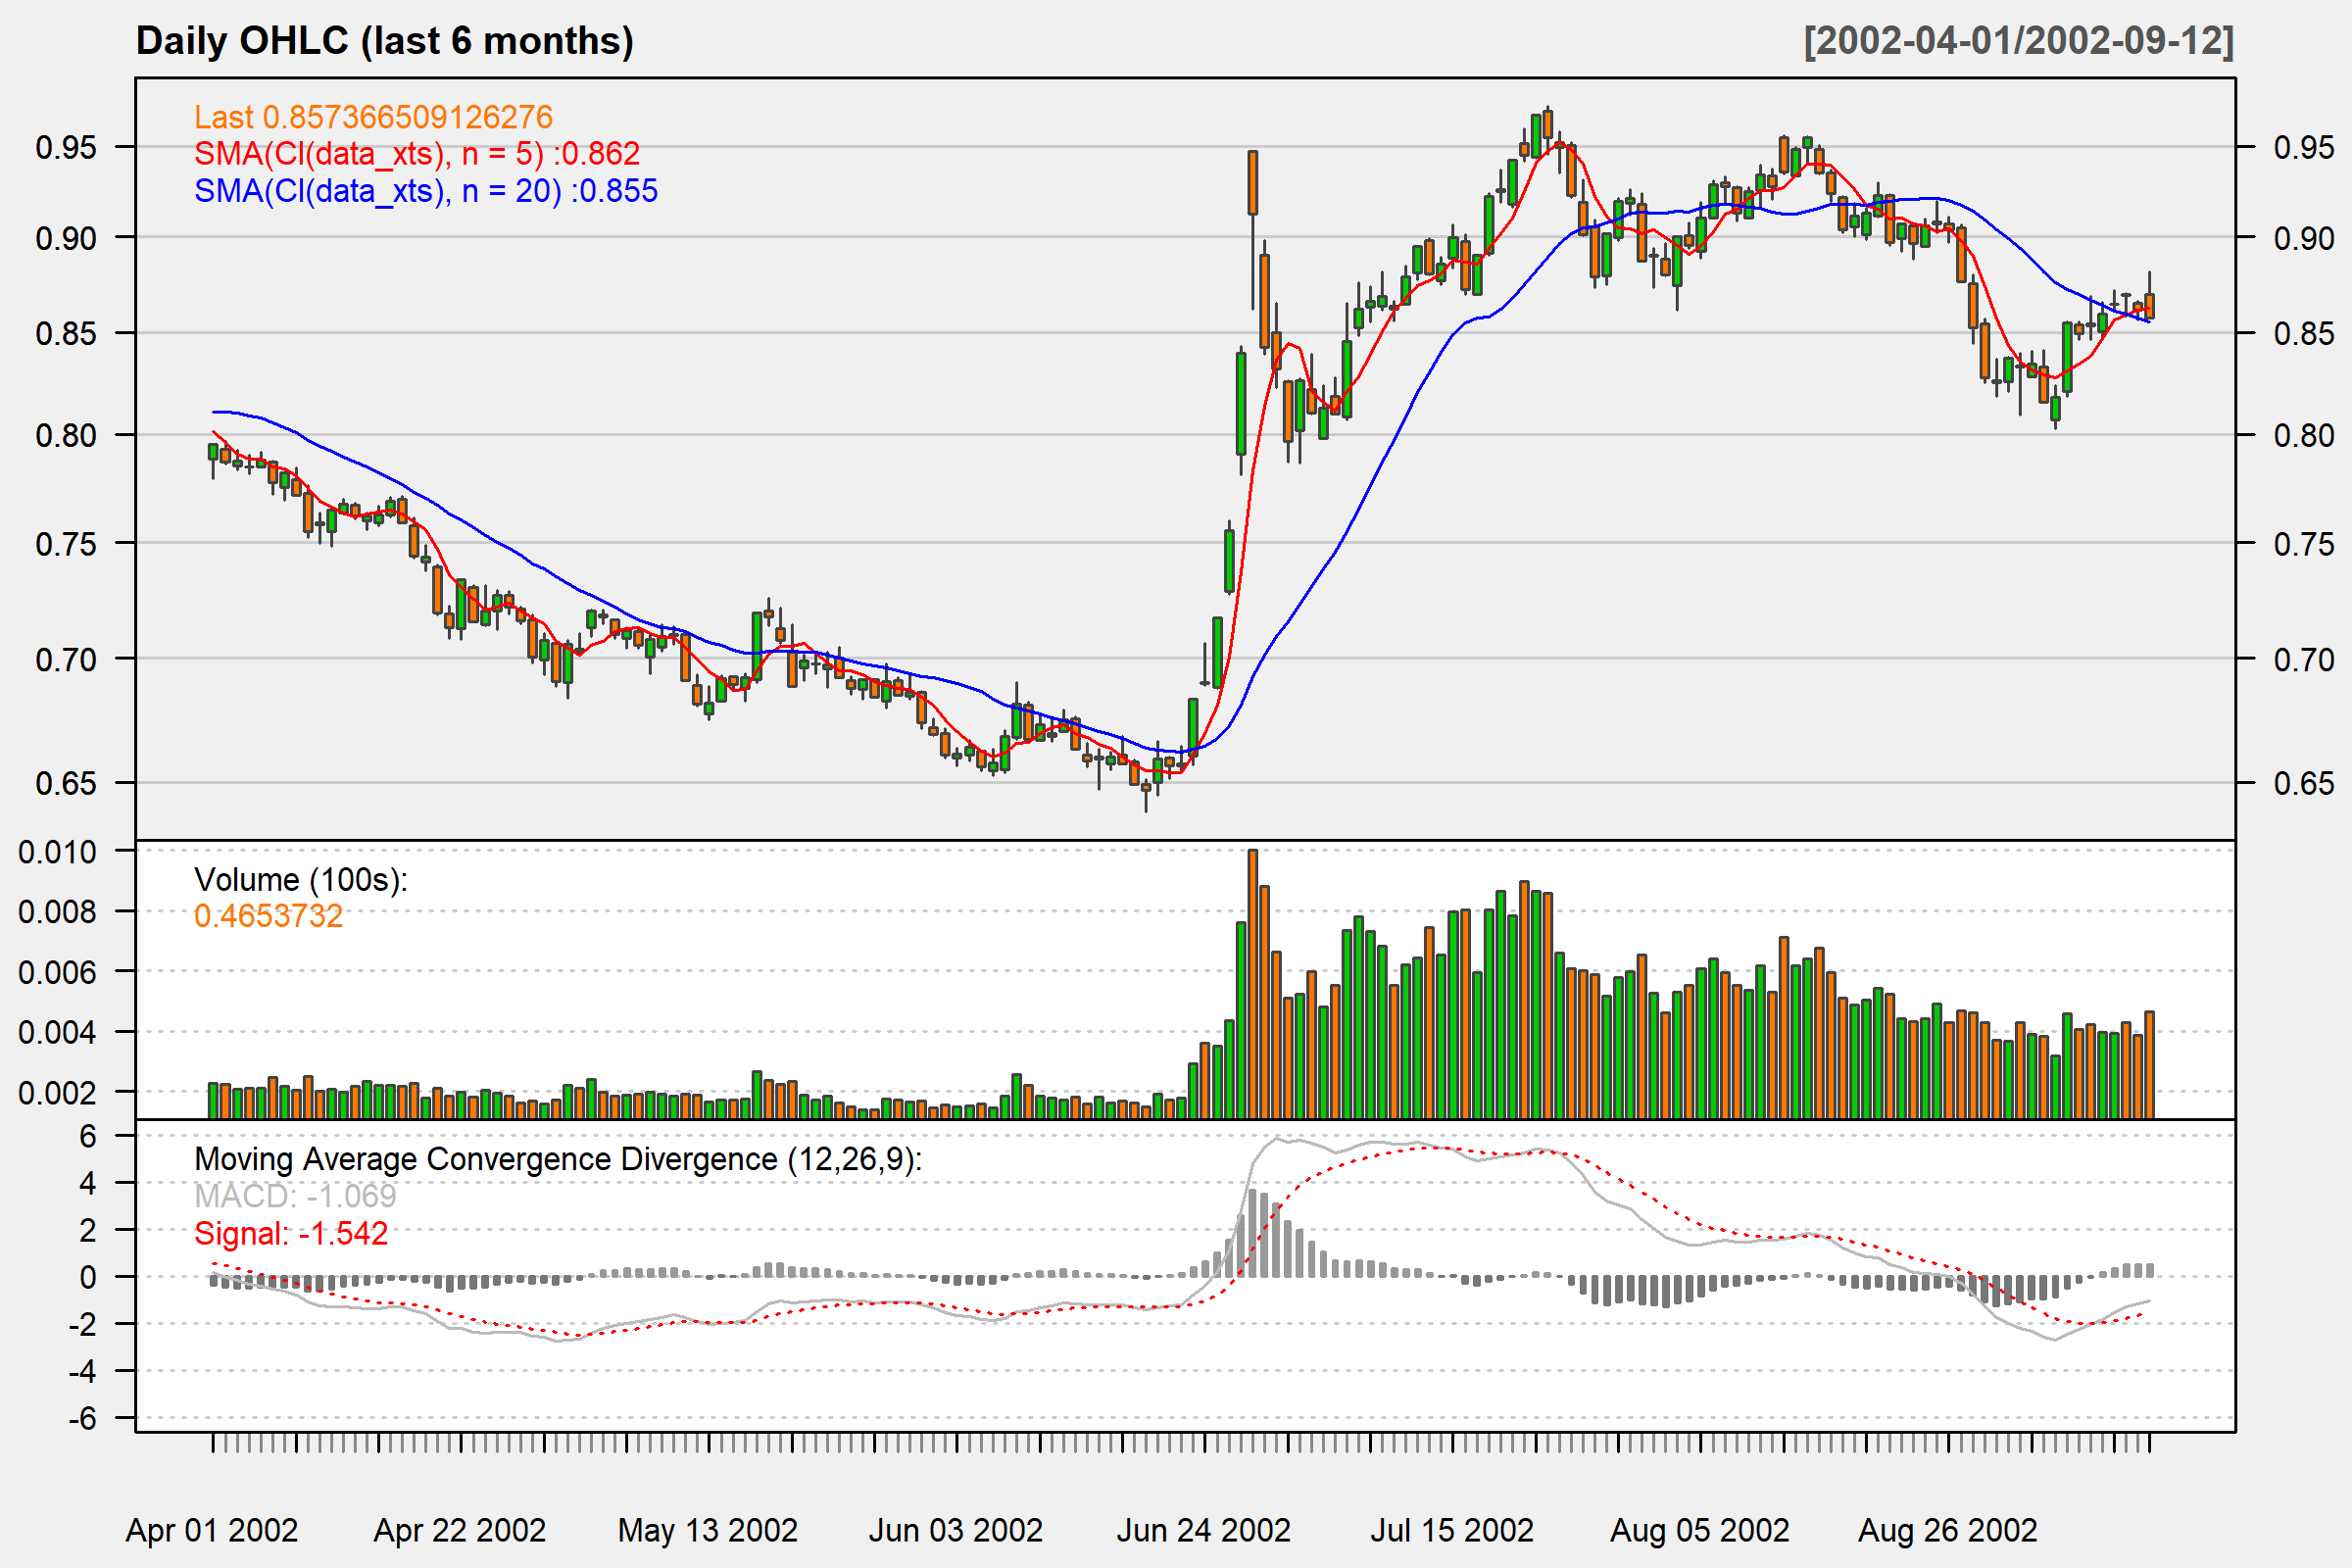 Daily OHLC (last 6 months) [2002-04-01/2002-09-12]
Last 0.857366509126276
SMA(Cl(data_xts), n = 5) :0.862
SMA(Cl(data_xts), n = 20) :0.855
0.95 0.95
0.90 0.90
0.85 0.85
0.80 0.80
0.75 0.75
0.70 0.70
0.65 0.65
0.010
Volume (100s):
0.4653732
0.008
0.006
0.004
0.002
6
Moving Average Convergence Divergence (12,26,9):
MACD: -1.069
4
Signal: -1.542
2
0
-2
-4
-6
Apr 01 2002 Apr 22 2002 May 13 2002 Jun 03 2002 Jun 24 2002 Jul 15 2002 Aug 05 2002 Aug 26 2002